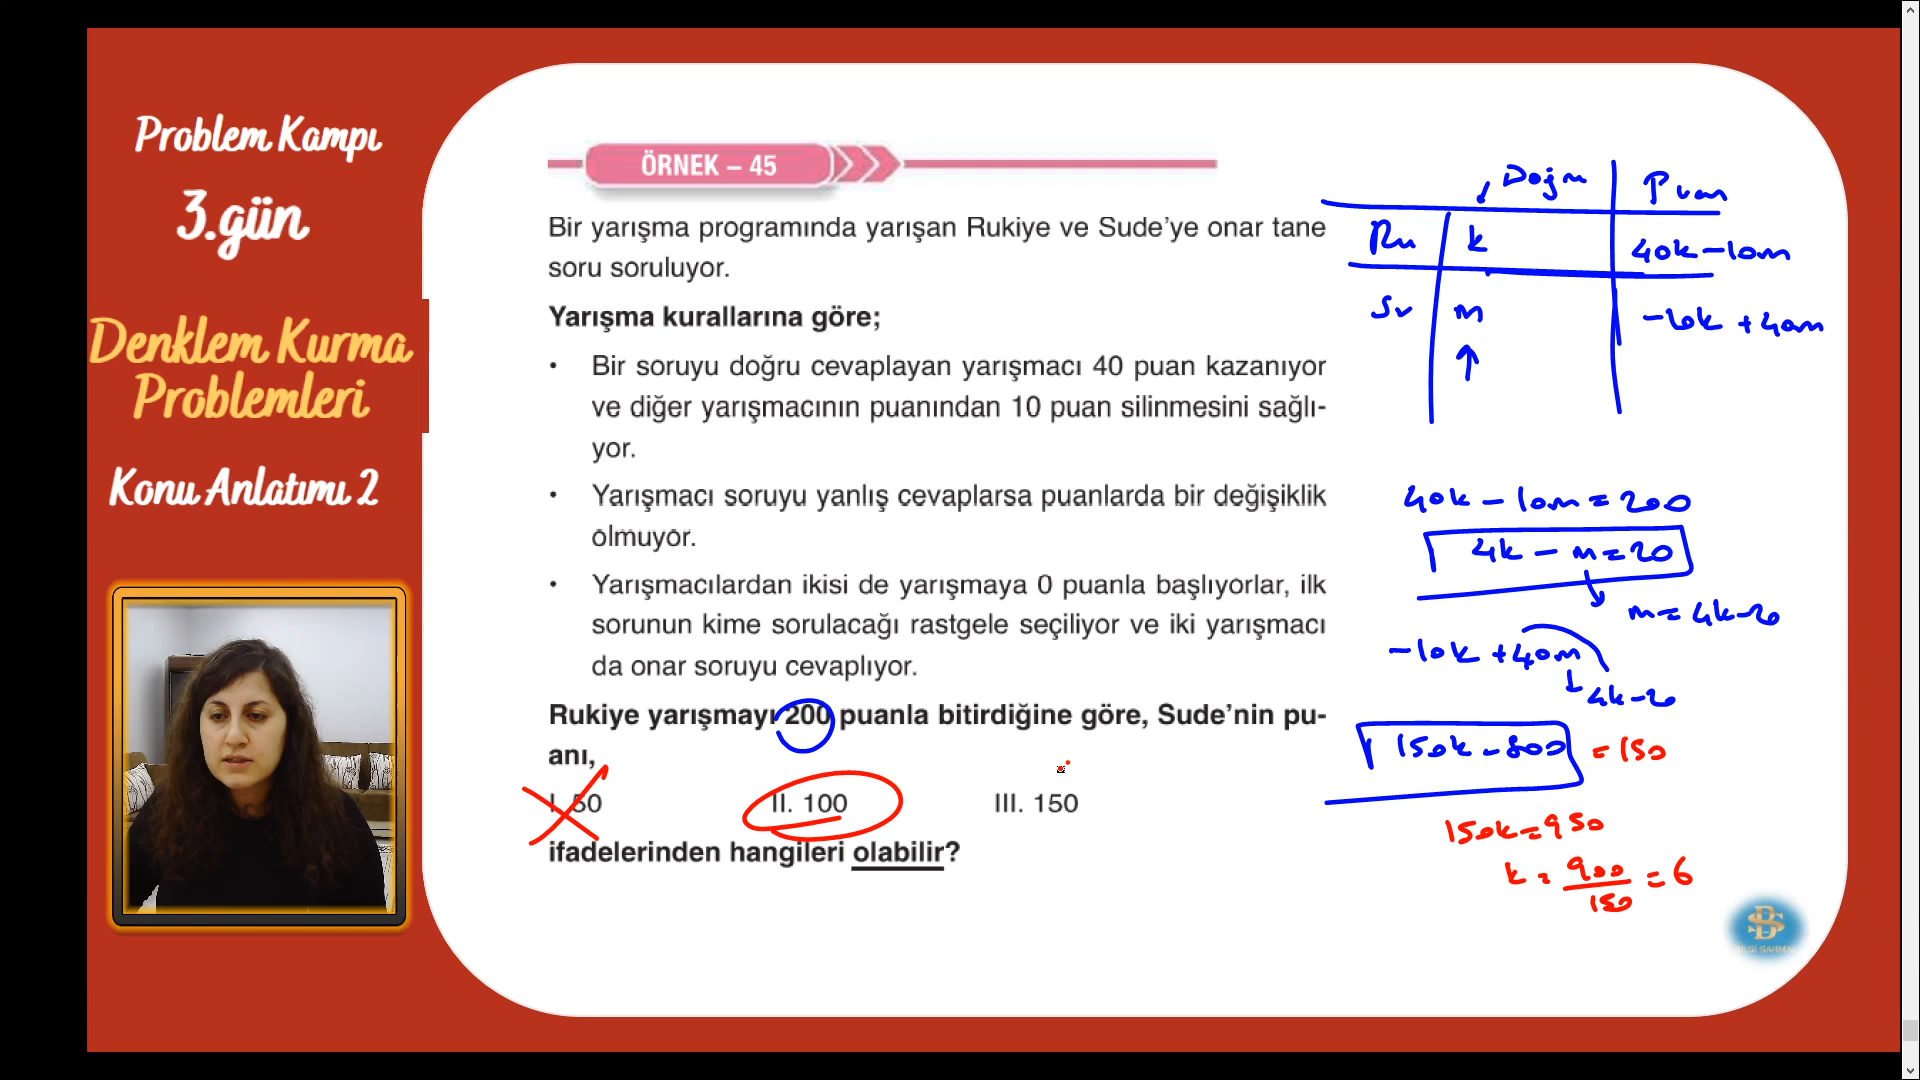 Problem Kampı
3.gün
Denklem Kurma
Problemleri
Konu Anlatımı 2
ÖRNEK – 45
Bir yarışma programında yarışan Rukiye ve Sude’ye onar tane
soru soruluyor.
Yarışma kurallarına göre;
• Bir soruyu doğru cevaplayan yarışmacı 40 puan kazanıyor
ve diğer yarışmacının puanından 10 puan silinmesini sağlı-
yor.
• Yarışmacı soruyu yanlış cevaplarsa puanlarda bir değişiklik
olmuyor.
• Yarışmacılardan ikisi de yarışmaya 0 puanla başlıyorlar, ilk
sorunun kime sorulacağı rastgele seçiliyor ve iki yarışmacı
da onar soruyu cevaplıyor.
Rukiye yarışmayı 200 puanla bitirdiğine göre, Sude’nin pu-
anı,
I. 50 II. 100 III. 150
ifadelerinden hangileri olabilir?
Doğru Puan
Ru k 40k-10m
Su m -10k+40m
40k-10m=200
4k-m=20
m=4k-20
-10k+40m
4k-20
150k-800 =150
150k=950
k=900/150=6